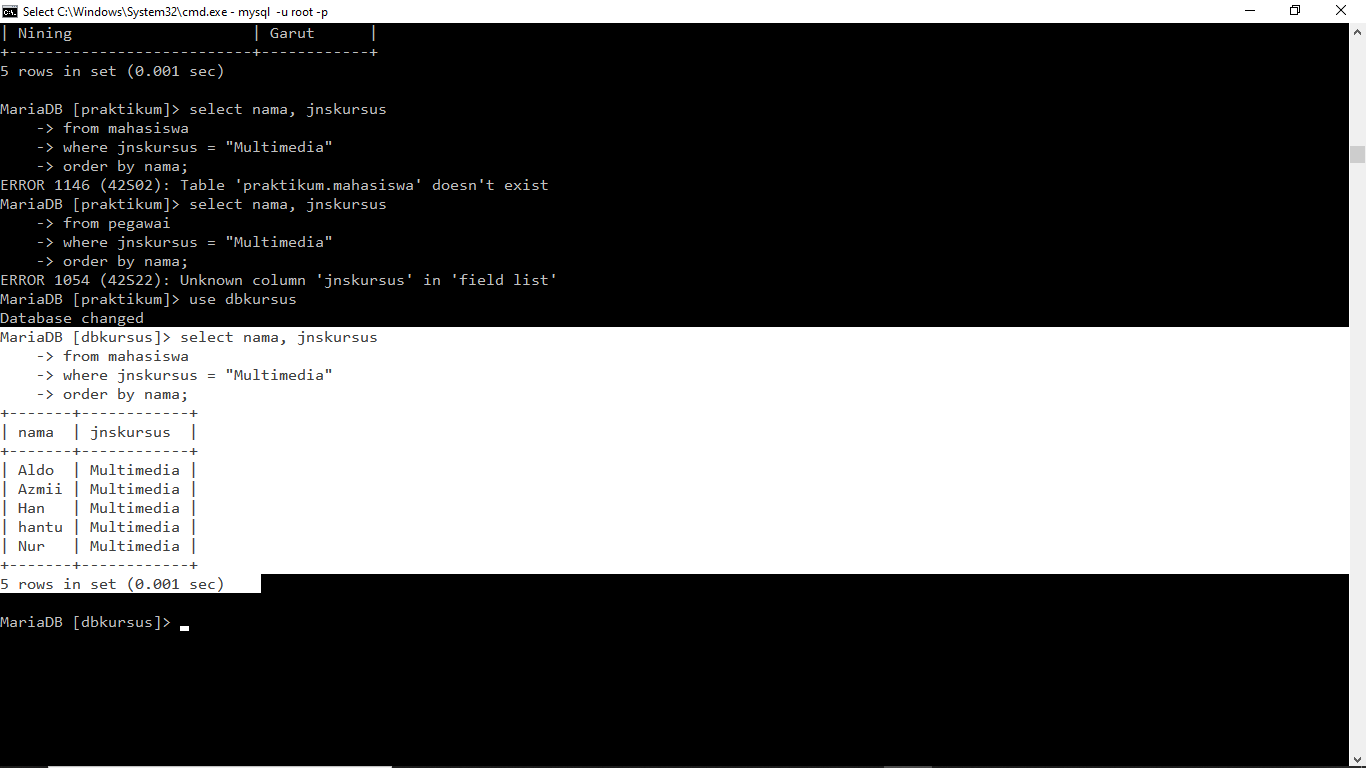 Select C:\Windows\System32\cmd.exe - mysql  -u root -p
| Nining                    | Garut      |
+---------------------------+------------+
5 rows in set (0.001 sec)

MariaDB [praktikum]> select nama, jnskursus
    -> from mahasiswa
    -> where jnskursus = "Multimedia"
    -> order by nama;
ERROR 1146 (42S02): Table 'praktikum.mahasiswa' doesn't exist
MariaDB [praktikum]> select nama, jnskursus
    -> from pegawai
    -> where jnskursus = "Multimedia"
    -> order by nama;
ERROR 1054 (42S22): Unknown column 'jnskursus' in 'field list'
MariaDB [praktikum]> use dbkursus
Database changed
MariaDB [dbkursus]> select nama, jnskursus
    -> from mahasiswa
    -> where jnskursus = "Multimedia"
    -> order by nama;
+-------+------------+
| nama  | jnskursus  |
+-------+------------+
| Aldo  | Multimedia |
| Azmii | Multimedia |
| Han   | Multimedia |
| hantu | Multimedia |
| Nur   | Multimedia |
+-------+------------+
5 rows in set (0.001 sec)

MariaDB [dbkursus]>